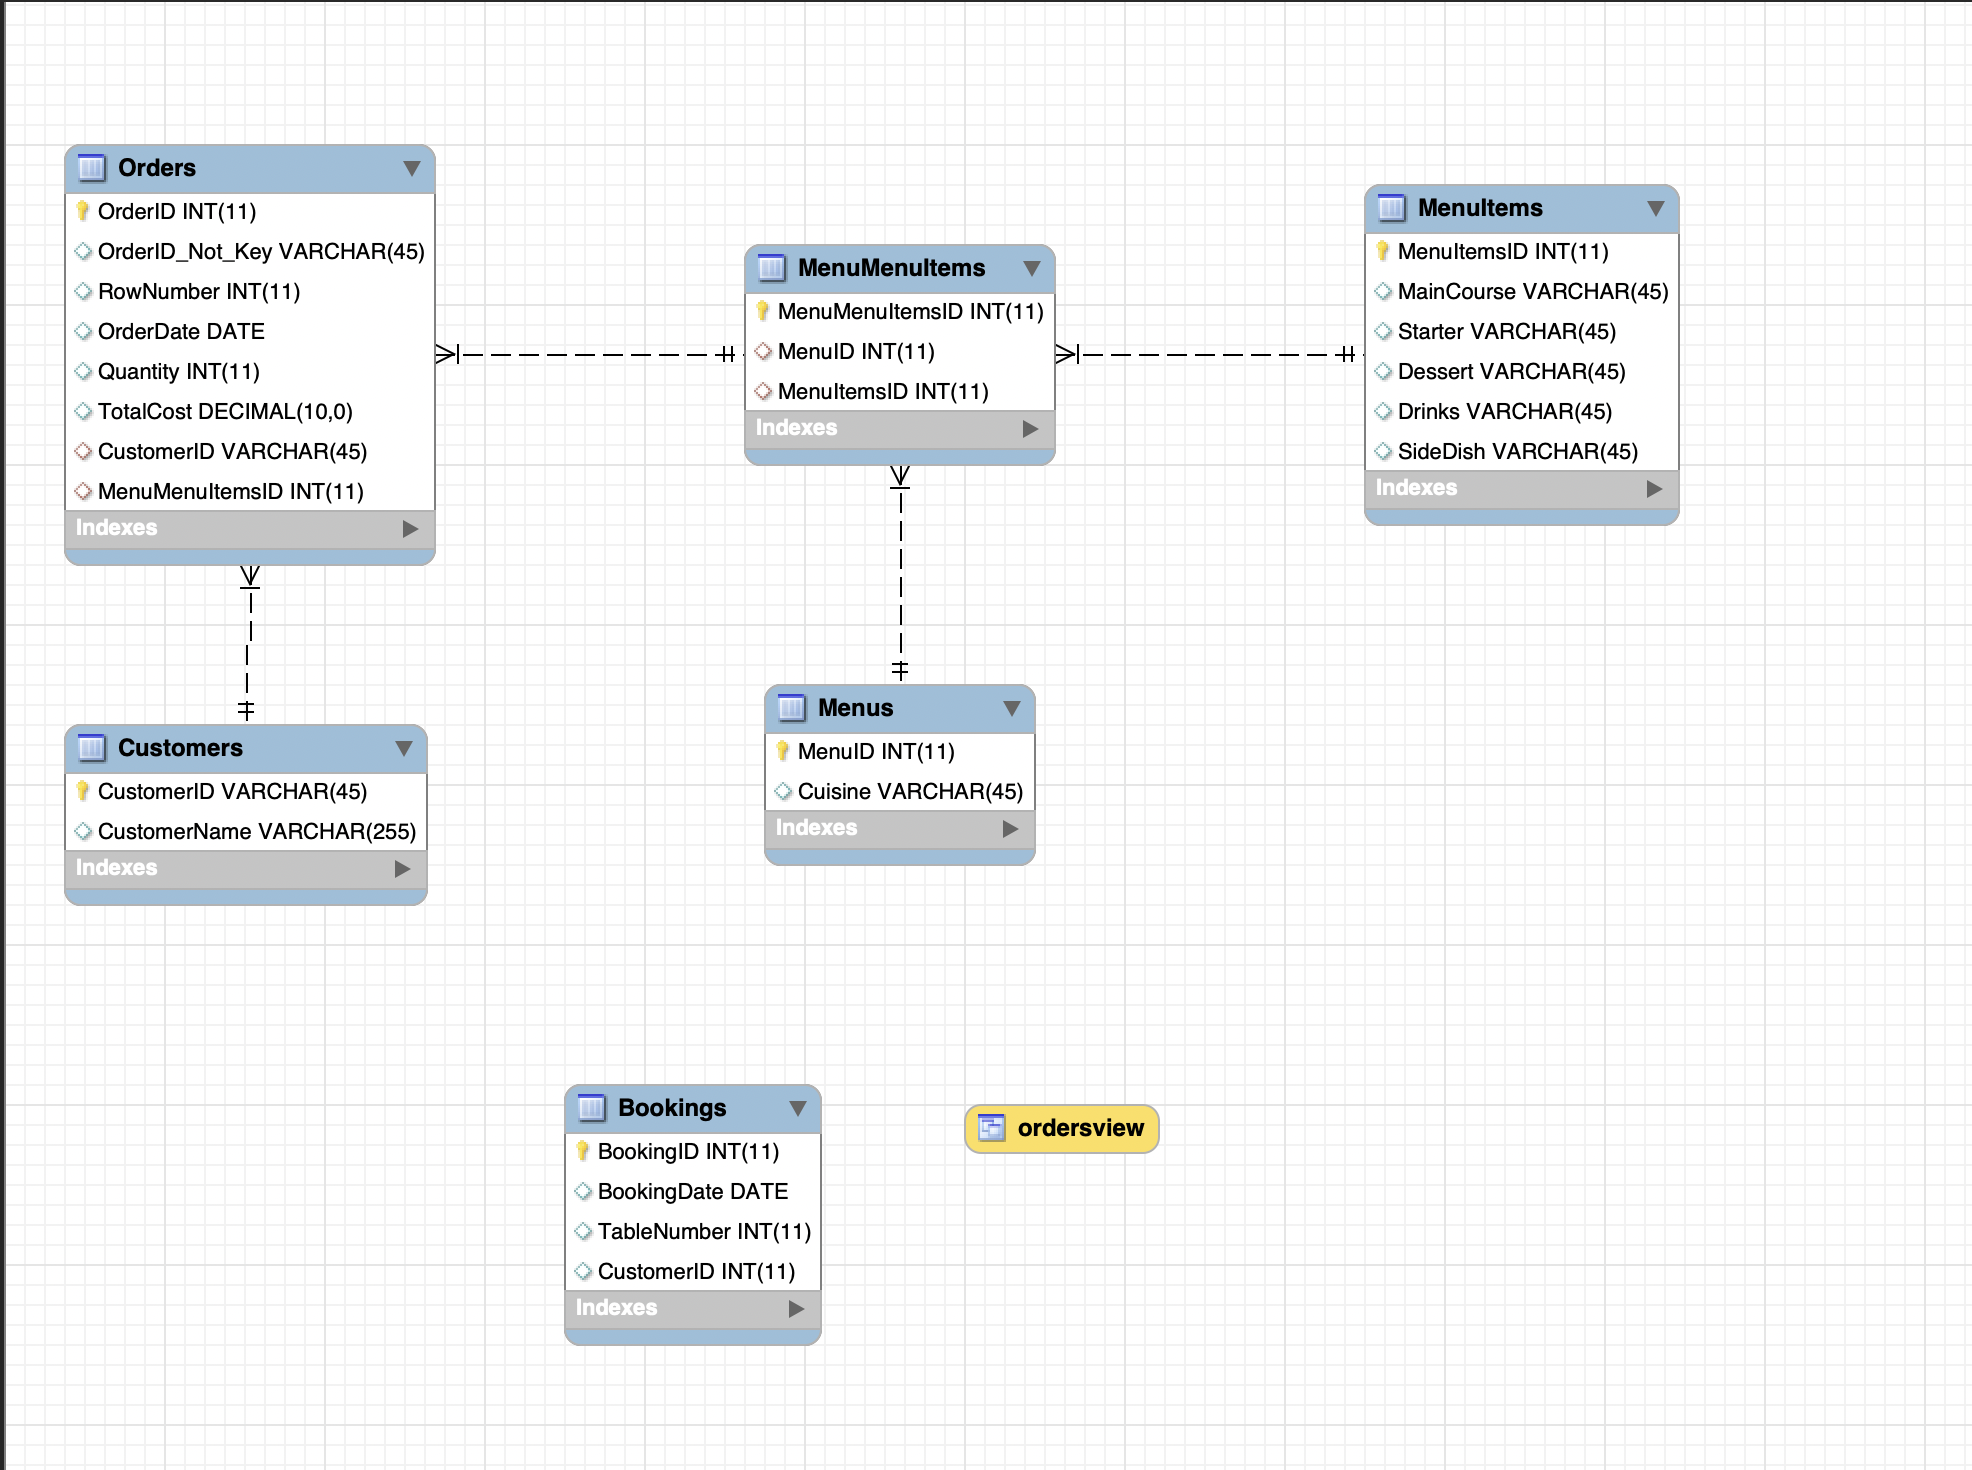 Orders
OrderID INT(11)
OrderID_Not_Key VARCHAR(45)
RowNumber INT(11)
OrderDate DATE
Quantity INT(11)
TotalCost DECIMAL(10,0)
CustomerID VARCHAR(45)
MenuMenuItemsID INT(11)
Indexes
MenuMenuItems
MenuMenuItemsID INT(11)
MenuID INT(11)
MenuItemsID INT(11)
Indexes
MenuItems
MenuItemsID INT(11)
MainCourse VARCHAR(45)
Starter VARCHAR(45)
Dessert VARCHAR(45)
Drinks VARCHAR(45)
SideDish VARCHAR(45)
Indexes
Customers
CustomerID VARCHAR(45)
CustomerName VARCHAR(255)
Indexes
Menus
MenuID INT(11)
Cuisine VARCHAR(45)
Indexes
Bookings
BookingID INT(11)
BookingDate DATE
TableNumber INT(11)
CustomerID INT(11)
Indexes
ordersview